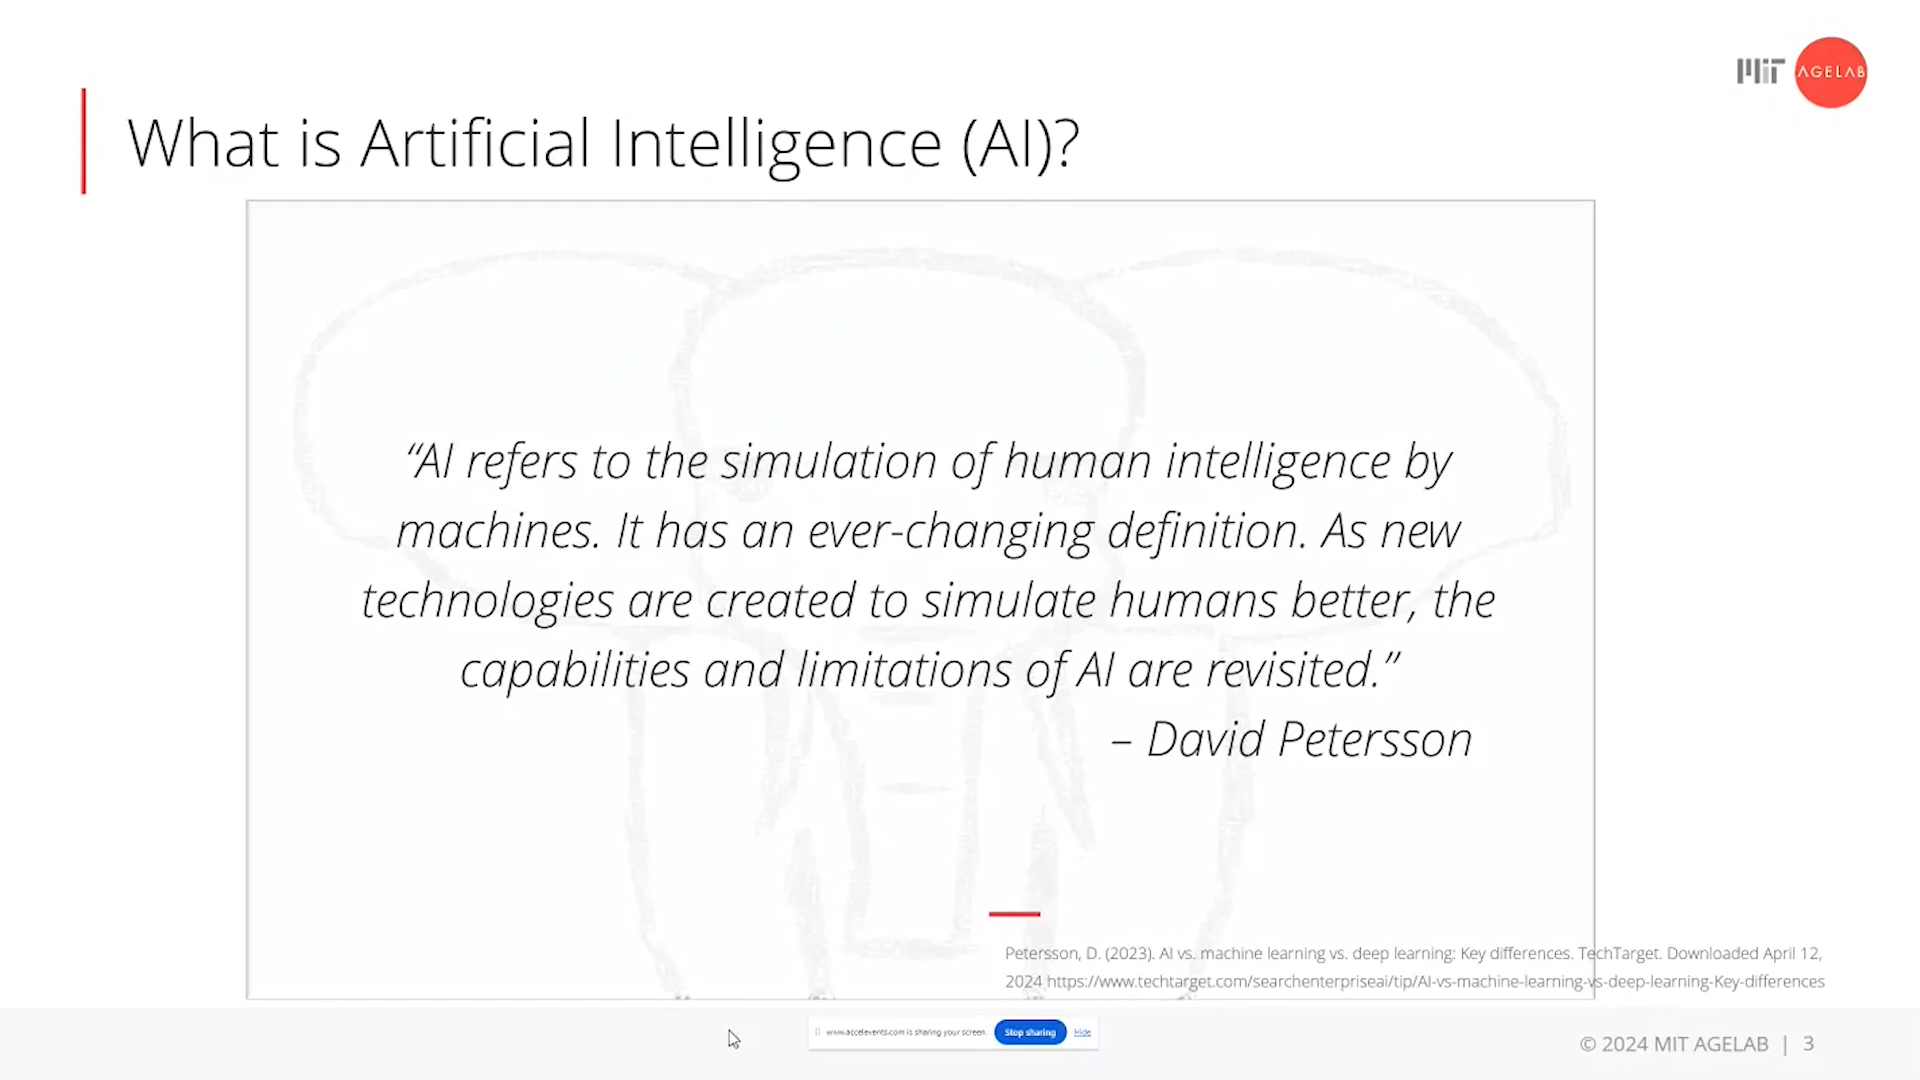 MIT AGELAB
What is Artificial Intelligence (AI)?
“AI refers to the simulation of human intelligence by
machines. It has an ever-changing definition. As new
technologies are created to simulate humans better, the
capabilities and limitations of AI are revisited.”
– David Petersson
Petersson, D. (2023). AI vs. machine learning vs. deep learning: Key differences. TechTarget. Downloaded April 12,
2024 https://www.techtarget.com/searchenterpriseai/tip/AI-vs-machine-learning-vs-deep-learning-Key-differences
www.accelevents.com is sharing your screen. Stop sharing Hide
© 2024 MIT AGELAB | 3